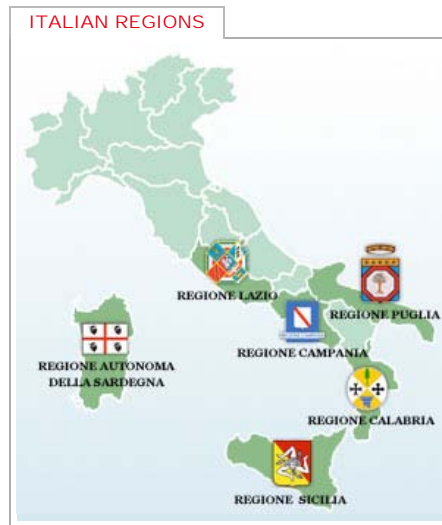 ITALIAN REGIONS
REGIONE LAZIO
REGIONE PUGLIA
REGIONE CAMPANIA
REGIONE AUTONOMA
DELLA SARDEGNA
REGIONE CALABRIA
REGIONE SICILIA